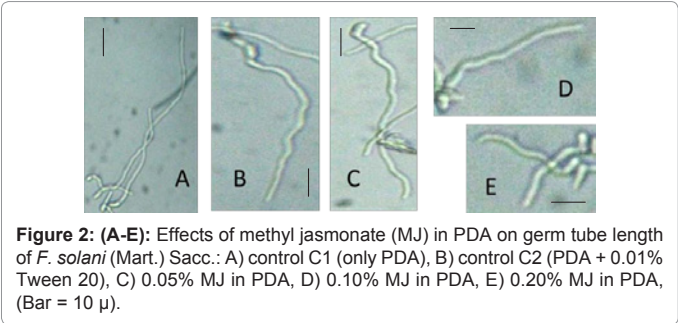 A
B
C
D
E
Figure 2: (A-E): Effects of methyl jasmonate (MJ) in PDA on germ tube length
of F. solani (Mart.) Sacc.: A) control C1 (only PDA), B) control C2 (PDA + 0.01%
Tween 20), C) 0.05% MJ in PDA, D) 0.10% MJ in PDA, E) 0.20% MJ in PDA,
(Bar = 10 μ).